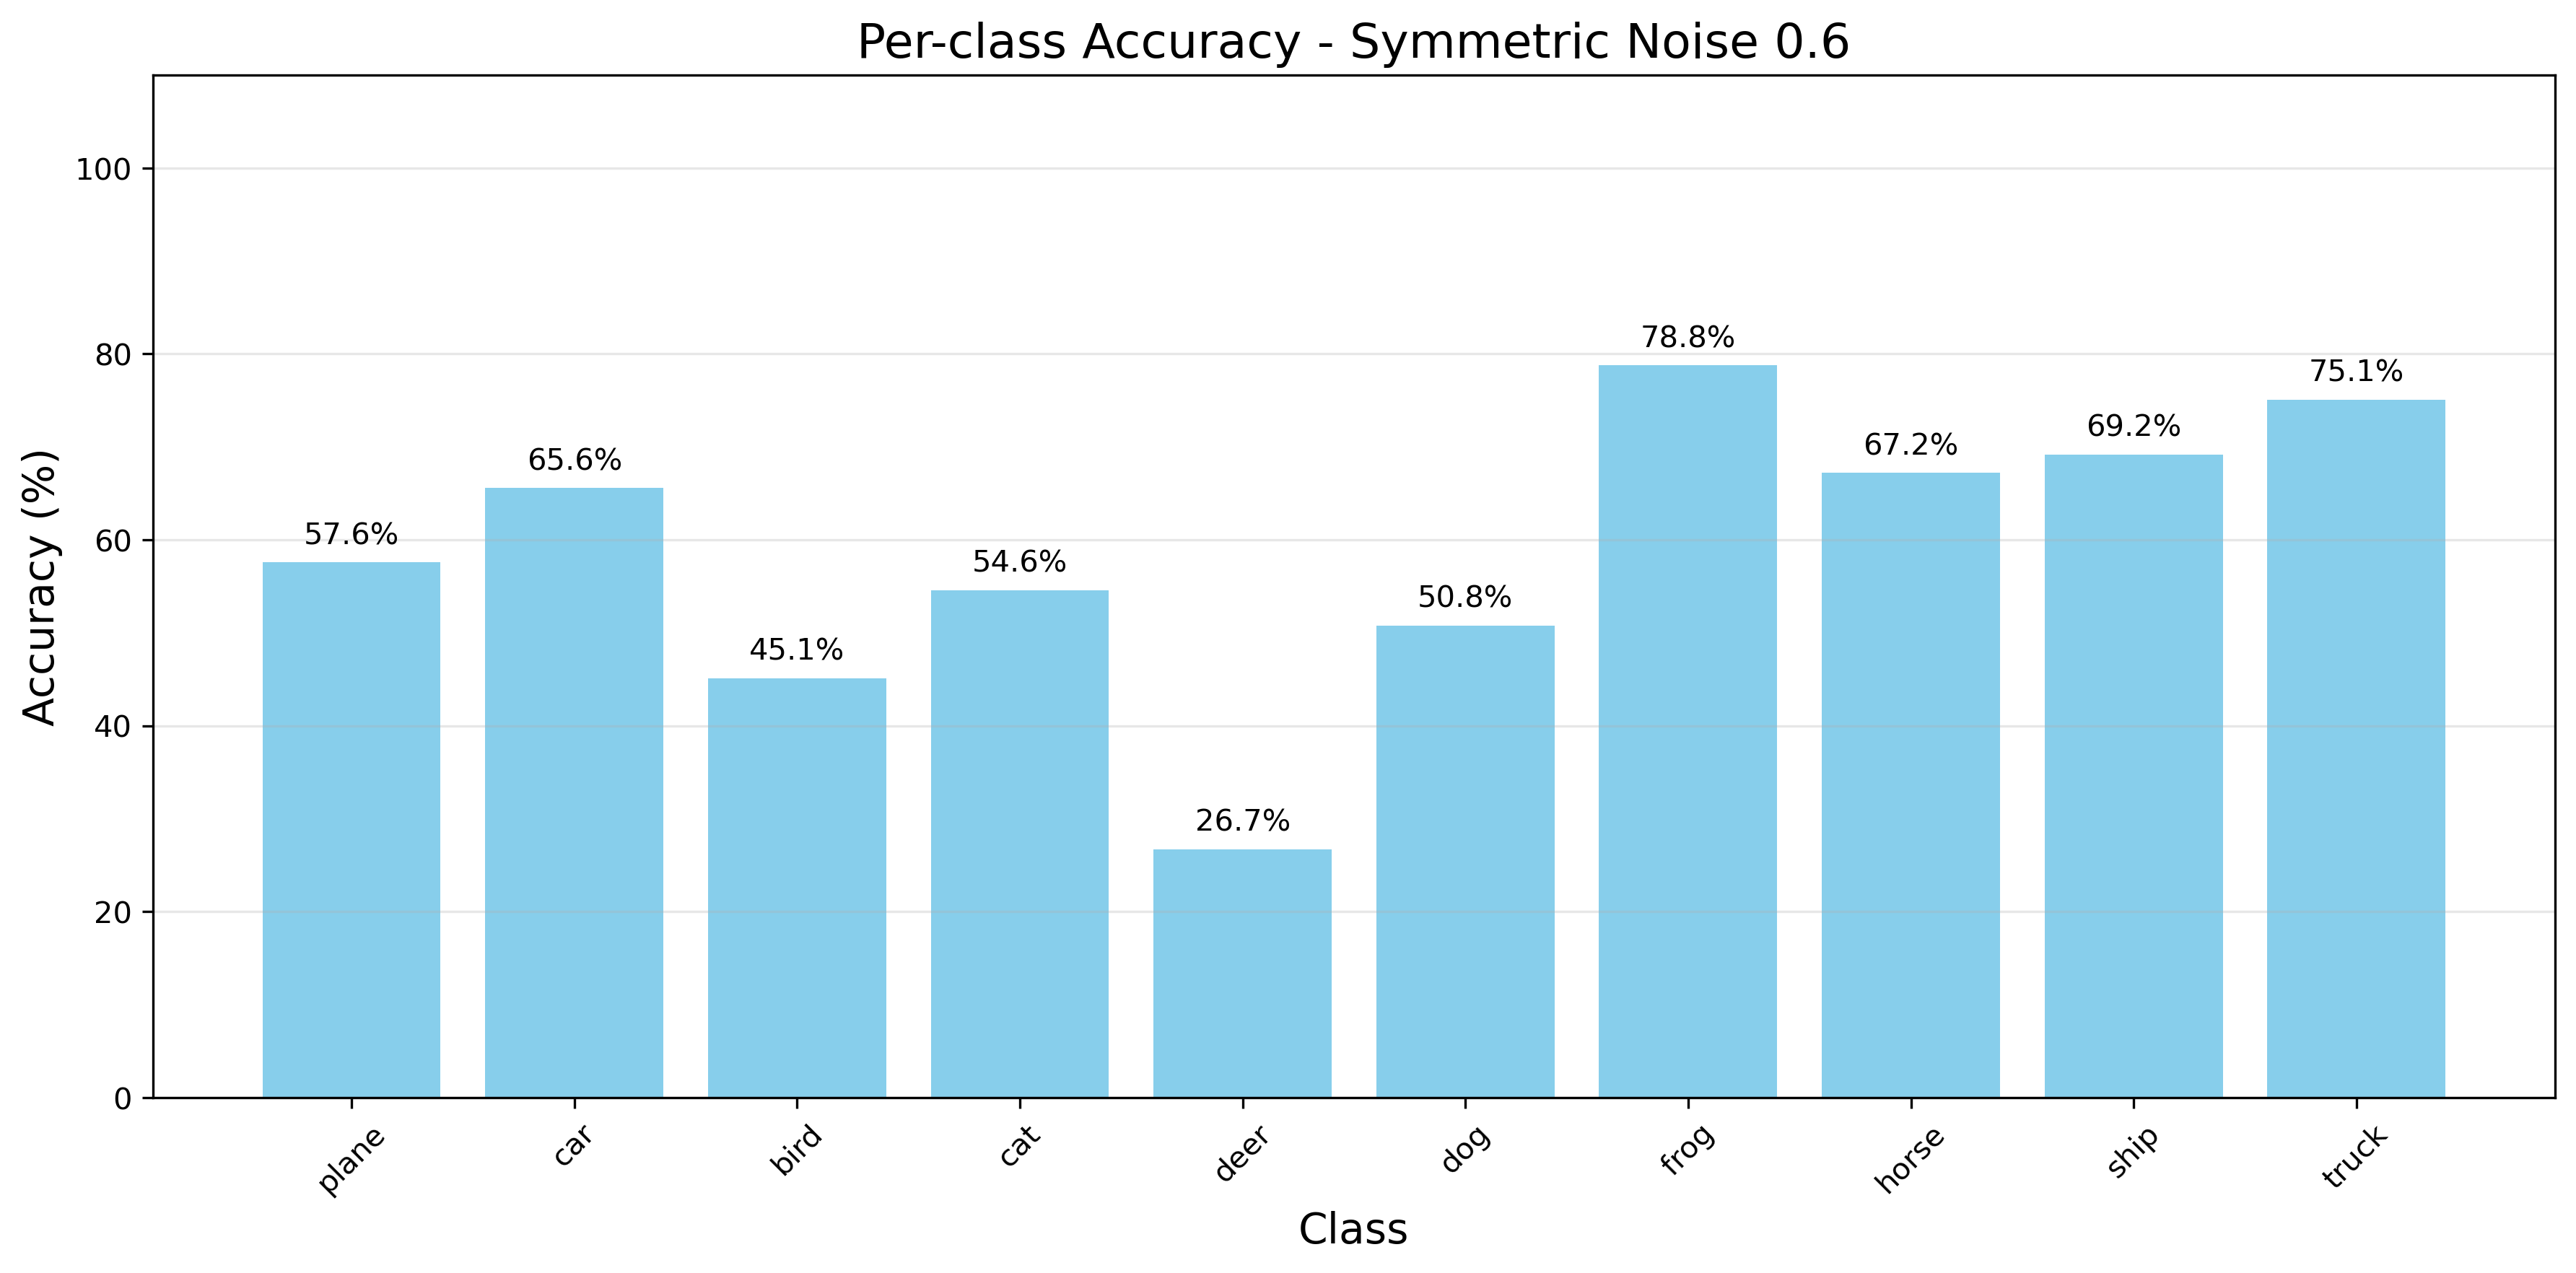 Per-class Accuracy - Symmetric Noise 0.6
Accuracy (%)
100
80
60
40
20
0
57.6%
65.6%
45.1%
54.6%
26.7%
50.8%
78.8%
67.2%
69.2%
75.1%
plane
car
bird
cat
deer
dog
frog
horse
ship
truck
Class